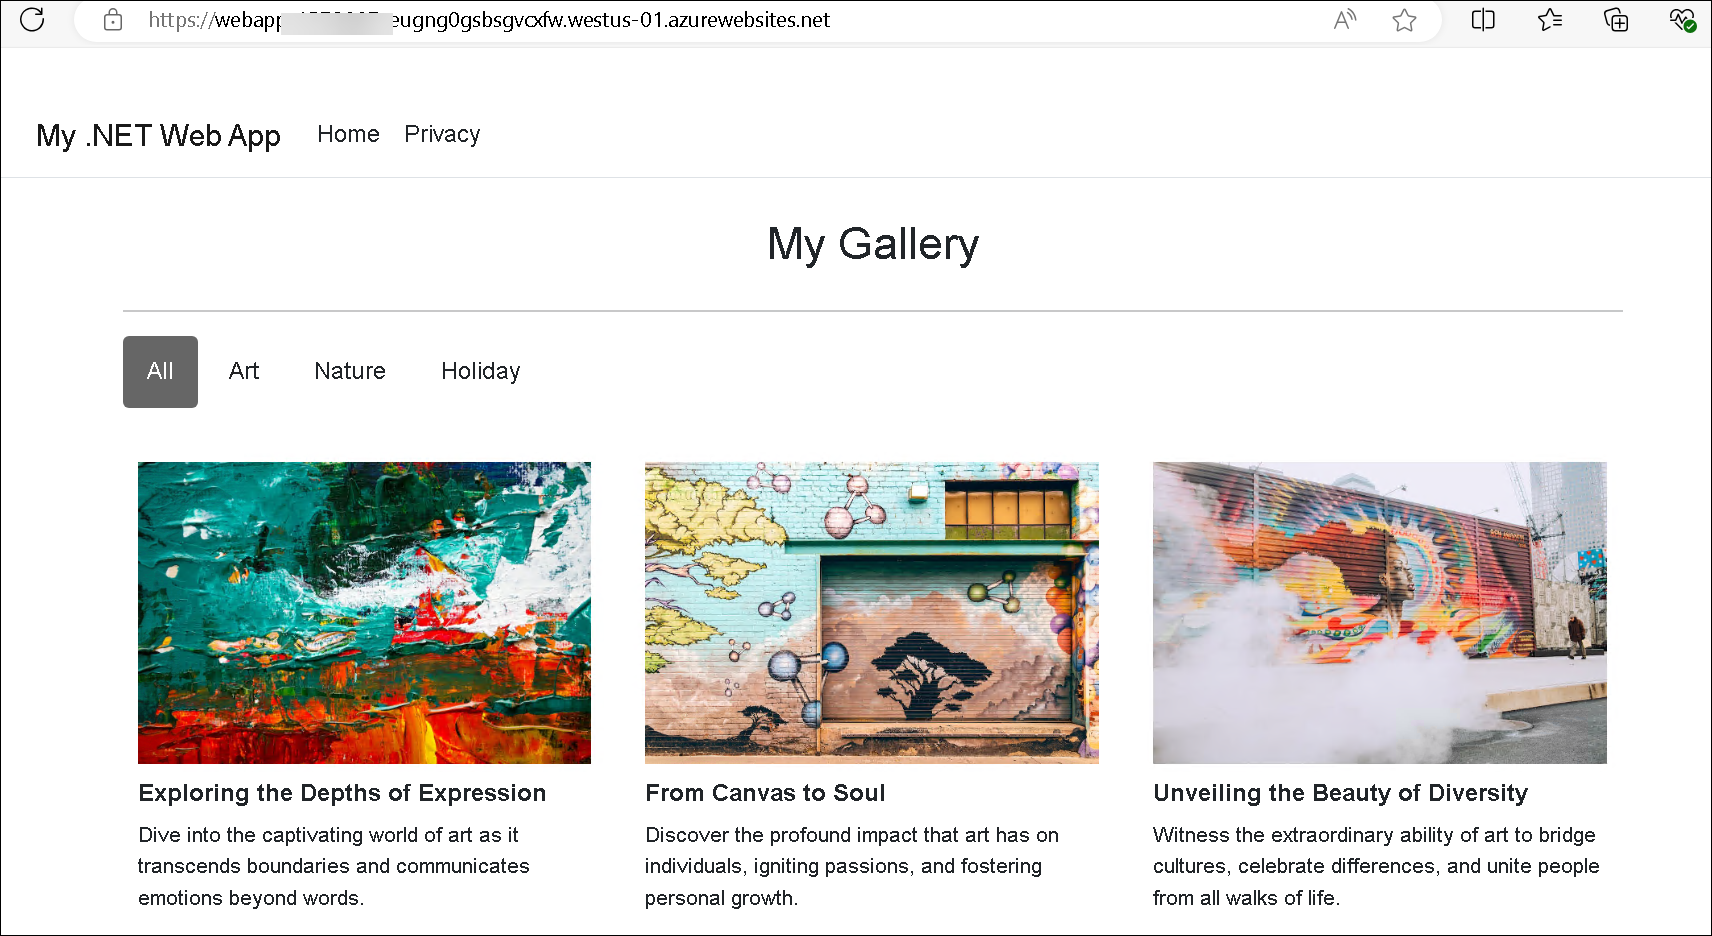 https://webapp eugng0gsbsgvcxfw.westus-01.azurewebsites.net
My .NET Web App Home Privacy
My Gallery
All Art Nature Holiday
Exploring the Depths of Expression
Dive into the captivating world of art as it
transcends boundaries and communicates
emotions beyond words.
From Canvas to Soul
Discover the profound impact that art has on
individuals, igniting passions, and fostering
personal growth.
Unveiling the Beauty of Diversity
Witness the extraordinary ability of art to bridge
cultures, celebrate differences, and unite people
from all walks of life.